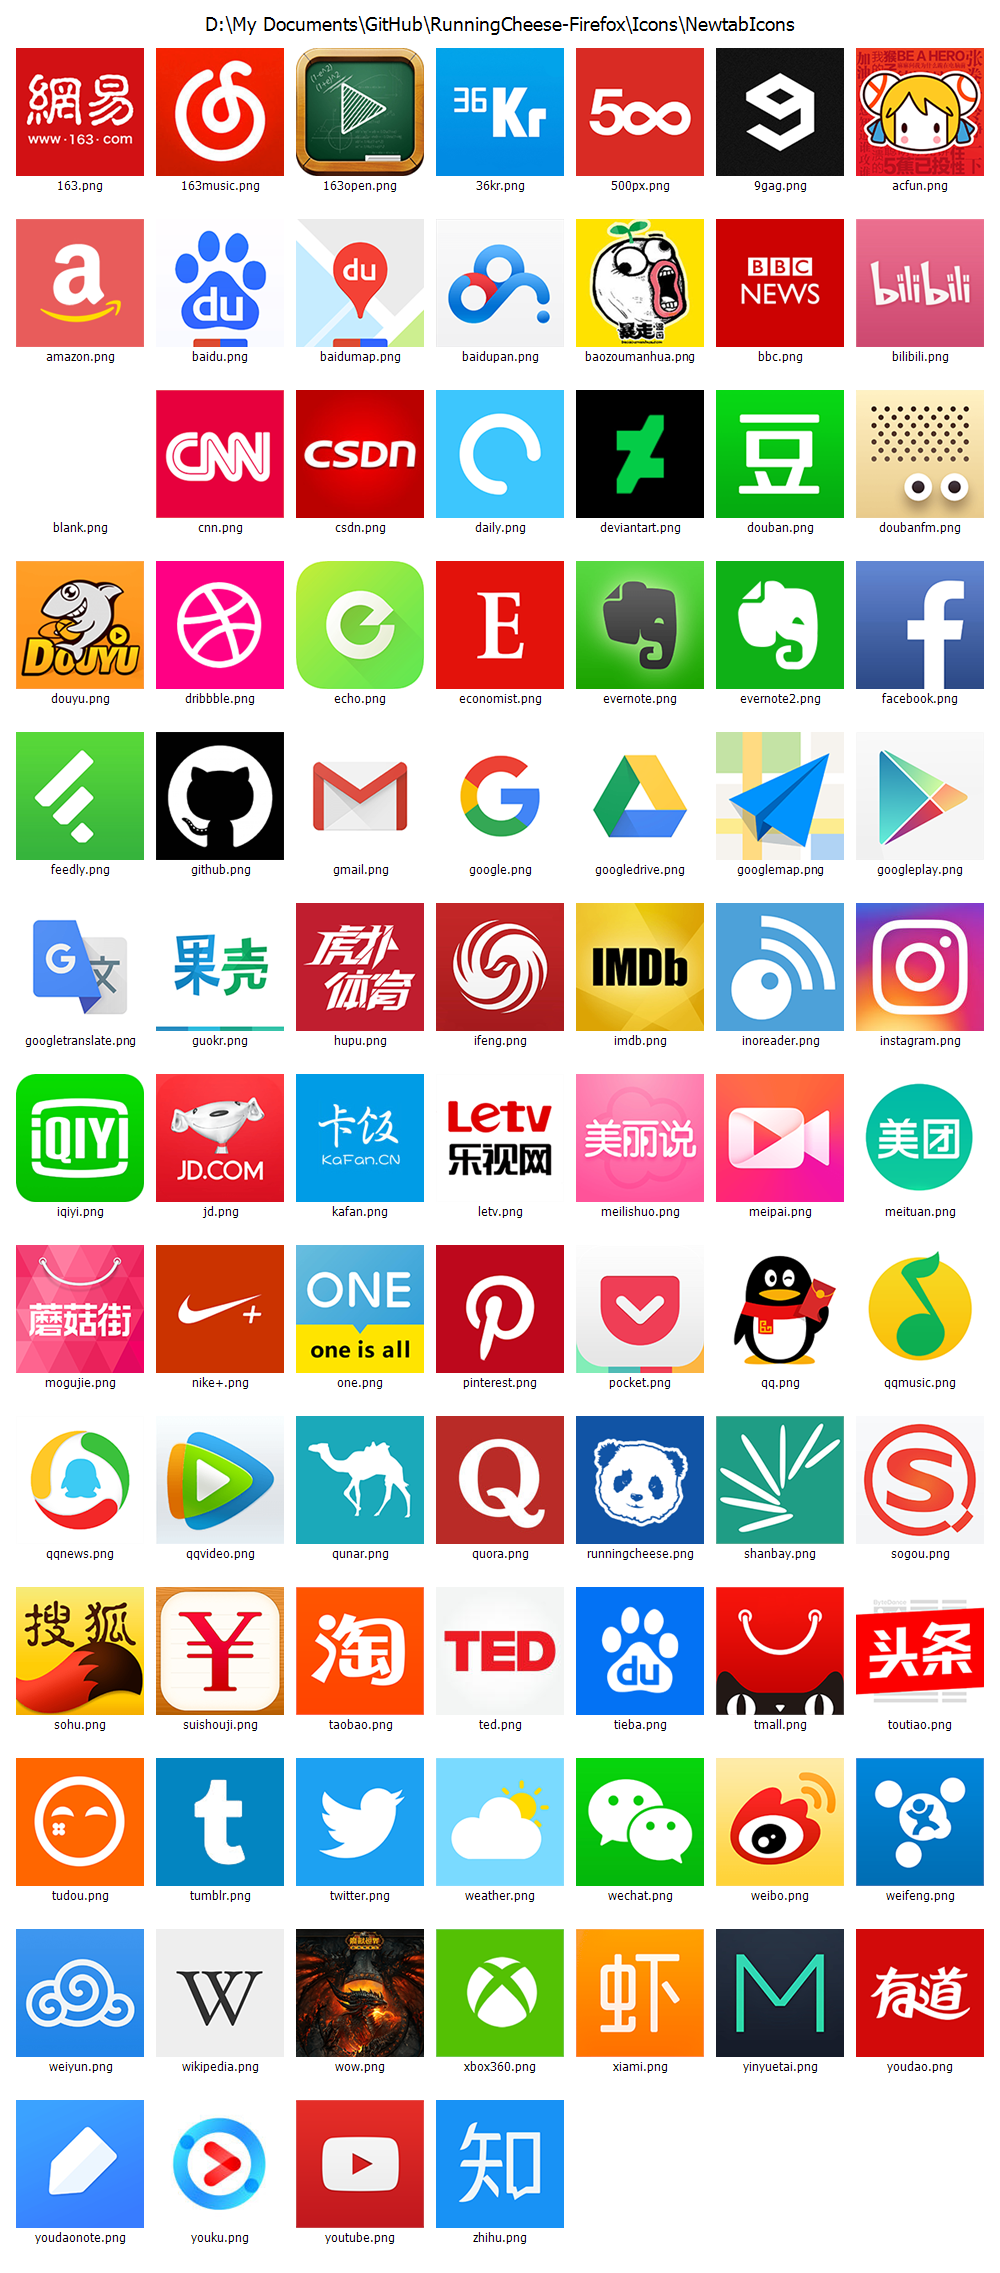 D:\My Documents\GitHub\RunningCheese-Firefox\Icons\NewtabIcons
網易
www·163·com
36Kr
500
9
BE A HERO
163.png 163music.png 163open.png 36kr.png 500px.png 9gag.png acfun.png
a
du
du
暴走漫画
BBC
NEWS
bilibili
amazon.png baidu.png baidumap.png baidupan.png baozoumanhua.png bbc.png bilibili.png
CNN
CSDN
豆
blank.png cnn.png csdn.png daily.png deviantart.png douban.png doubanfm.png
DOUYU
E
f
douyu.png dribbble.png echo.png economist.png evernote.png evernote2.png facebook.png
G
feedly.png github.png gmail.png google.png googledrive.png googlemap.png googleplay.png
G 文
果壳
虎扑
体育
IMDb
googletranslate.png guokr.png hupu.png ifeng.png imdb.png inoreader.png instagram.png
iQIYI
JD.COM
卡饭
KaFan.CN
Letv
乐视网
美丽说
美团
iqiyi.png jd.png kafan.png letv.png meilishuo.png meipai.png meituan.png
蘑菇街
+
ONE
one is all
P
mogujie.png nike+.png one.png pinterest.png pocket.png qq.png qqmusic.png
Q
S
qqnews.png qqvideo.png qunar.png quora.png runningcheese.png shanbay.png sogou.png
搜狐
¥
淘
TED
du
ByteDance
头条
sohu.png suishouji.png taobao.png ted.png tieba.png tmall.png toutiao.png
t
tudou.png tumblr.png twitter.png weather.png wechat.png weibo.png weifeng.png
W
魔獸世界
虾
M
有道
weiyun.png wikipedia.png wow.png xbox360.png xiami.png yinyuetai.png youdao.png
知
youdaonote.png youku.png youtube.png zhihu.png